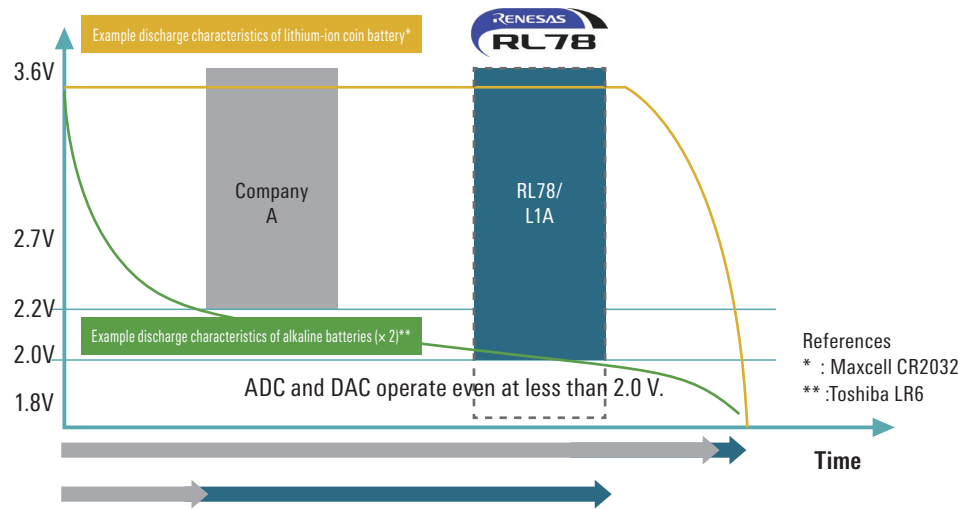 RENESAS
RL78
Example discharge characteristics of lithium-ion coin battery*
3.6V
Company
A
RL78/
L1A
2.7V
2.2V
Example discharge characteristics of alkaline batteries (× 2)**
2.0V
References
* : Maxcell CR2032
** :Toshiba LR6
ADC and DAC operate even at less than 2.0 V.
1.8V
Time